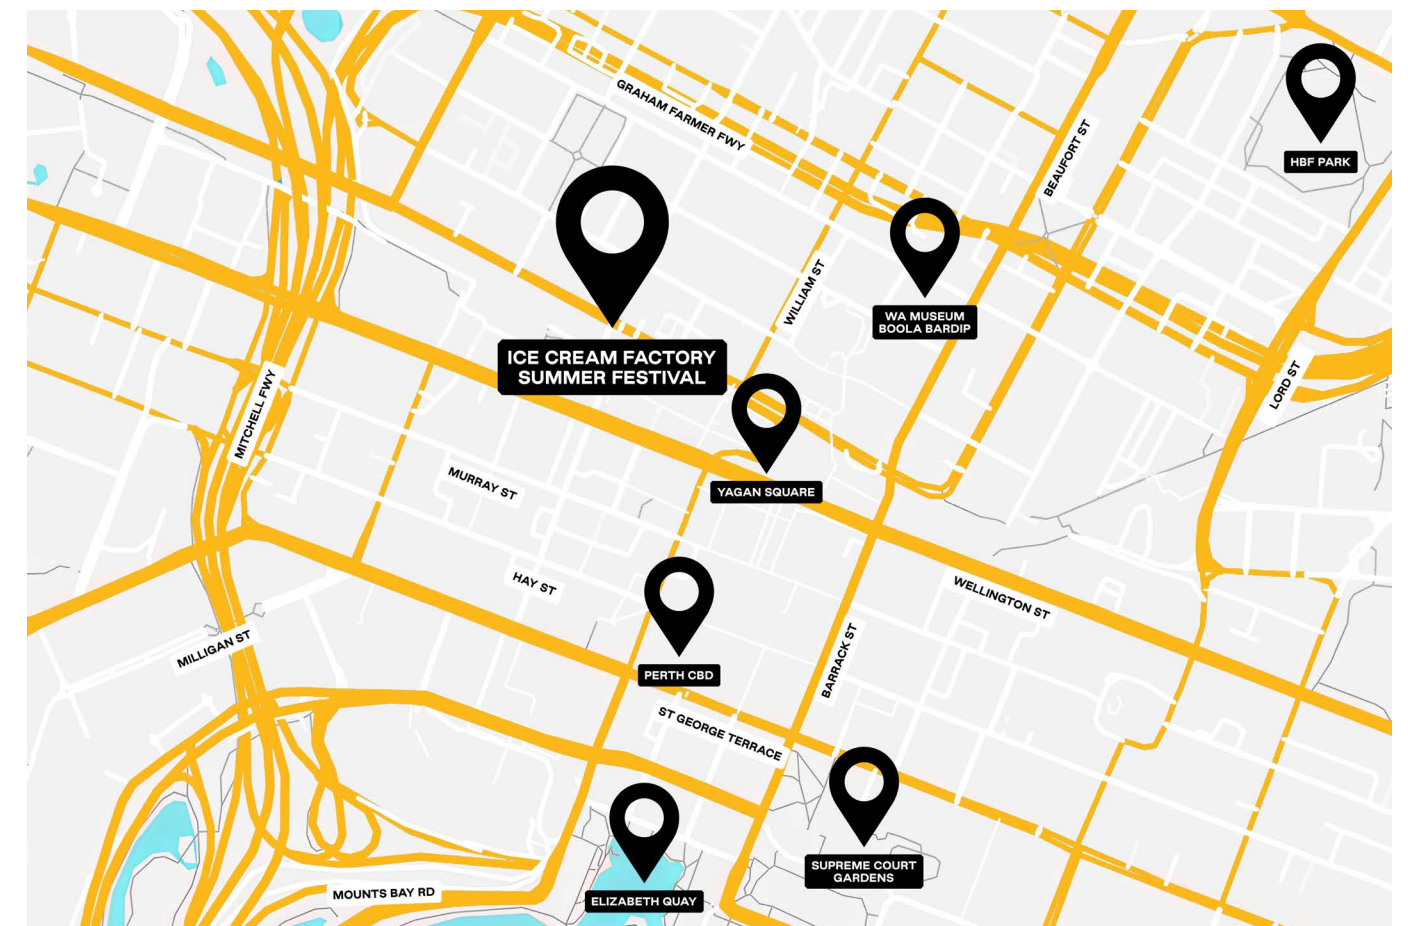 GRAHAM FARMER FWY
BEAUFORT ST
HBF PARK
WILLIAM ST
WA MUSEUM
BOOLA BARDIP
ICE CREAM FACTORY
SUMMER FESTIVAL
LORD ST
MITCHELL FWY
MURRAY ST
YAGAN SQUARE
HAY ST
WELLINGTON ST
MILLIGAN ST
BARRACK ST
PERTH CBD
ST GEORGE TERRACE
SUPREME COURT
GARDENS
MOUNTS BAY RD
ELIZABETH QUAY